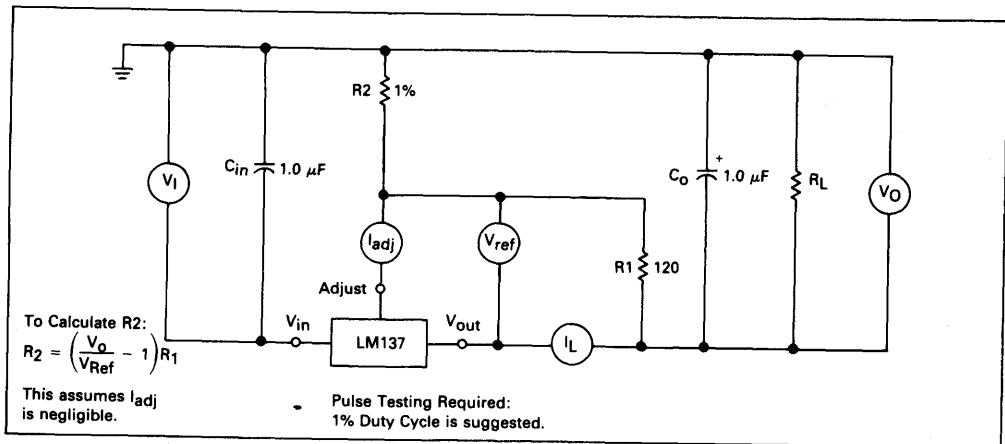 R2
1%
Cin
1.0 μF
VI
+
Co
1.0 μF
RL
VO
Iadj
Vref
R1
120
Adjust
Vin
LM137
Vout
IL
To Calculate R2:
R2 = (Vo/VRef - 1)R1
This assumes Iadj
is negligible.
Pulse Testing Required:
1% Duty Cycle is suggested.